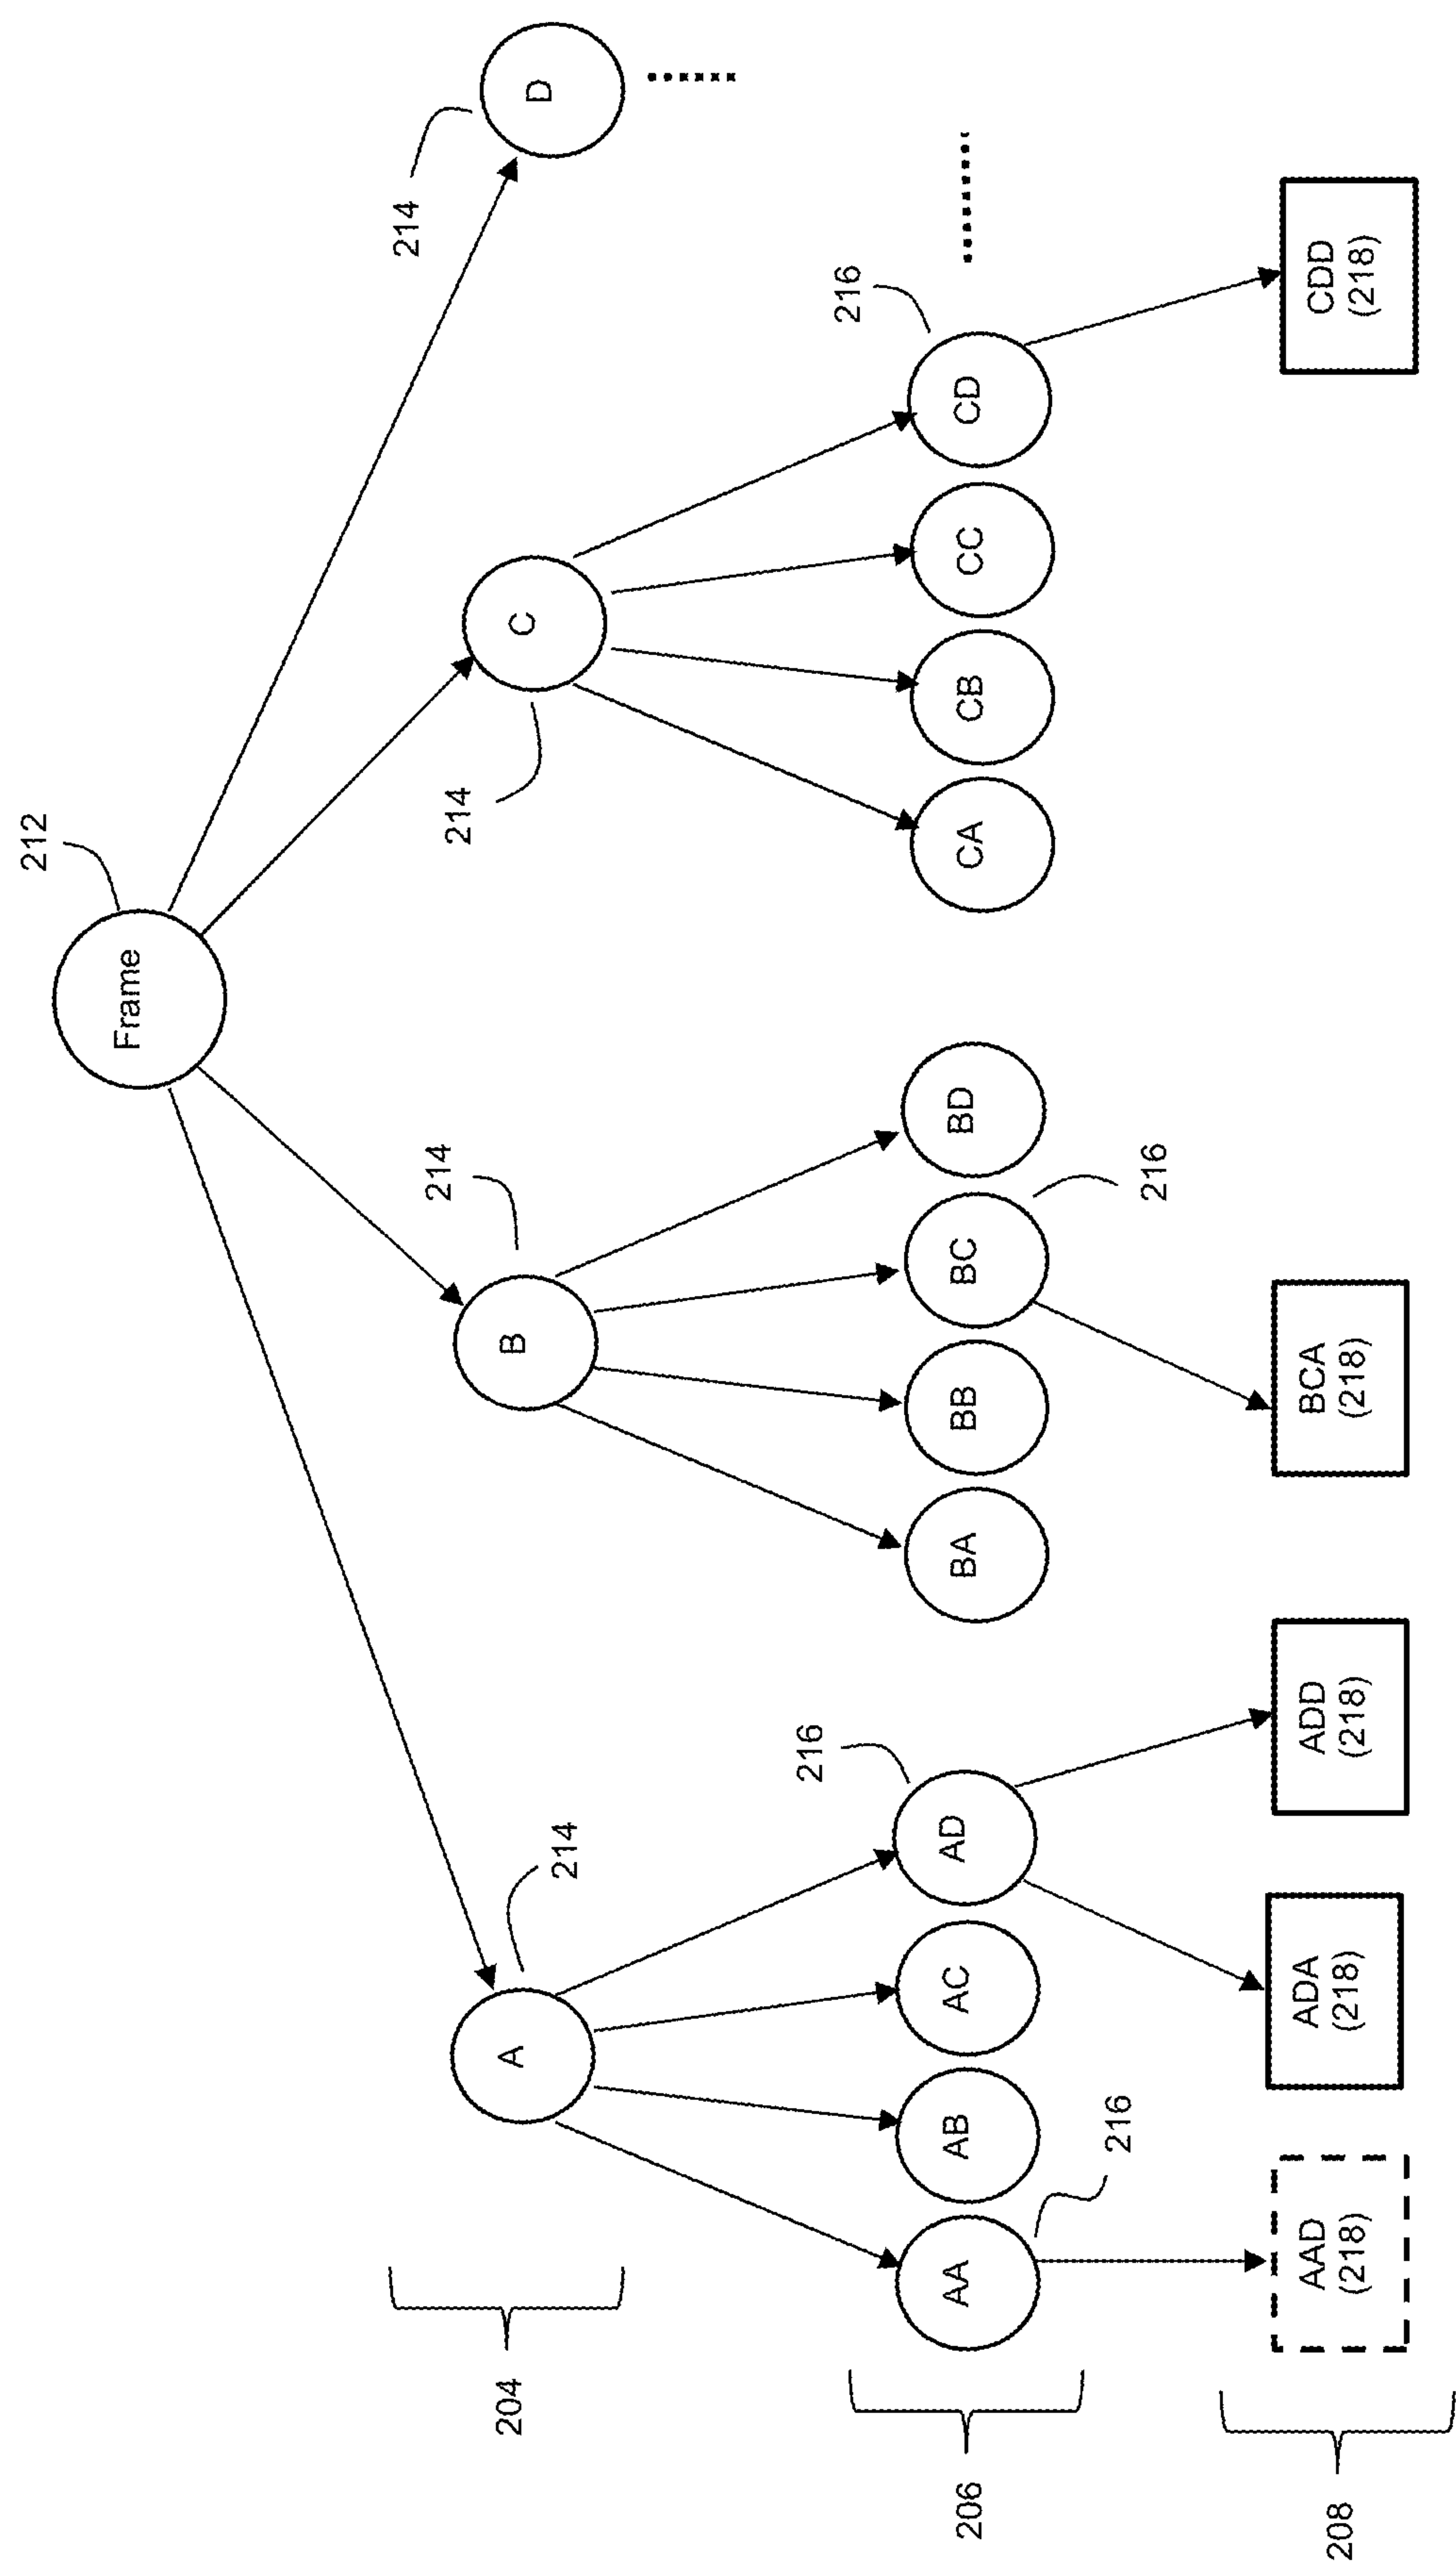 212
Frame
204
214
A
214
B
214
C
214
D
206
216
AA
AB
AC
216
AD
BA
BB
BC
216
BD
CA
CB
CC
216
CD
208
AAD
(218)
ADA
(218)
ADD
(218)
BCA
(218)
CDD
(218)